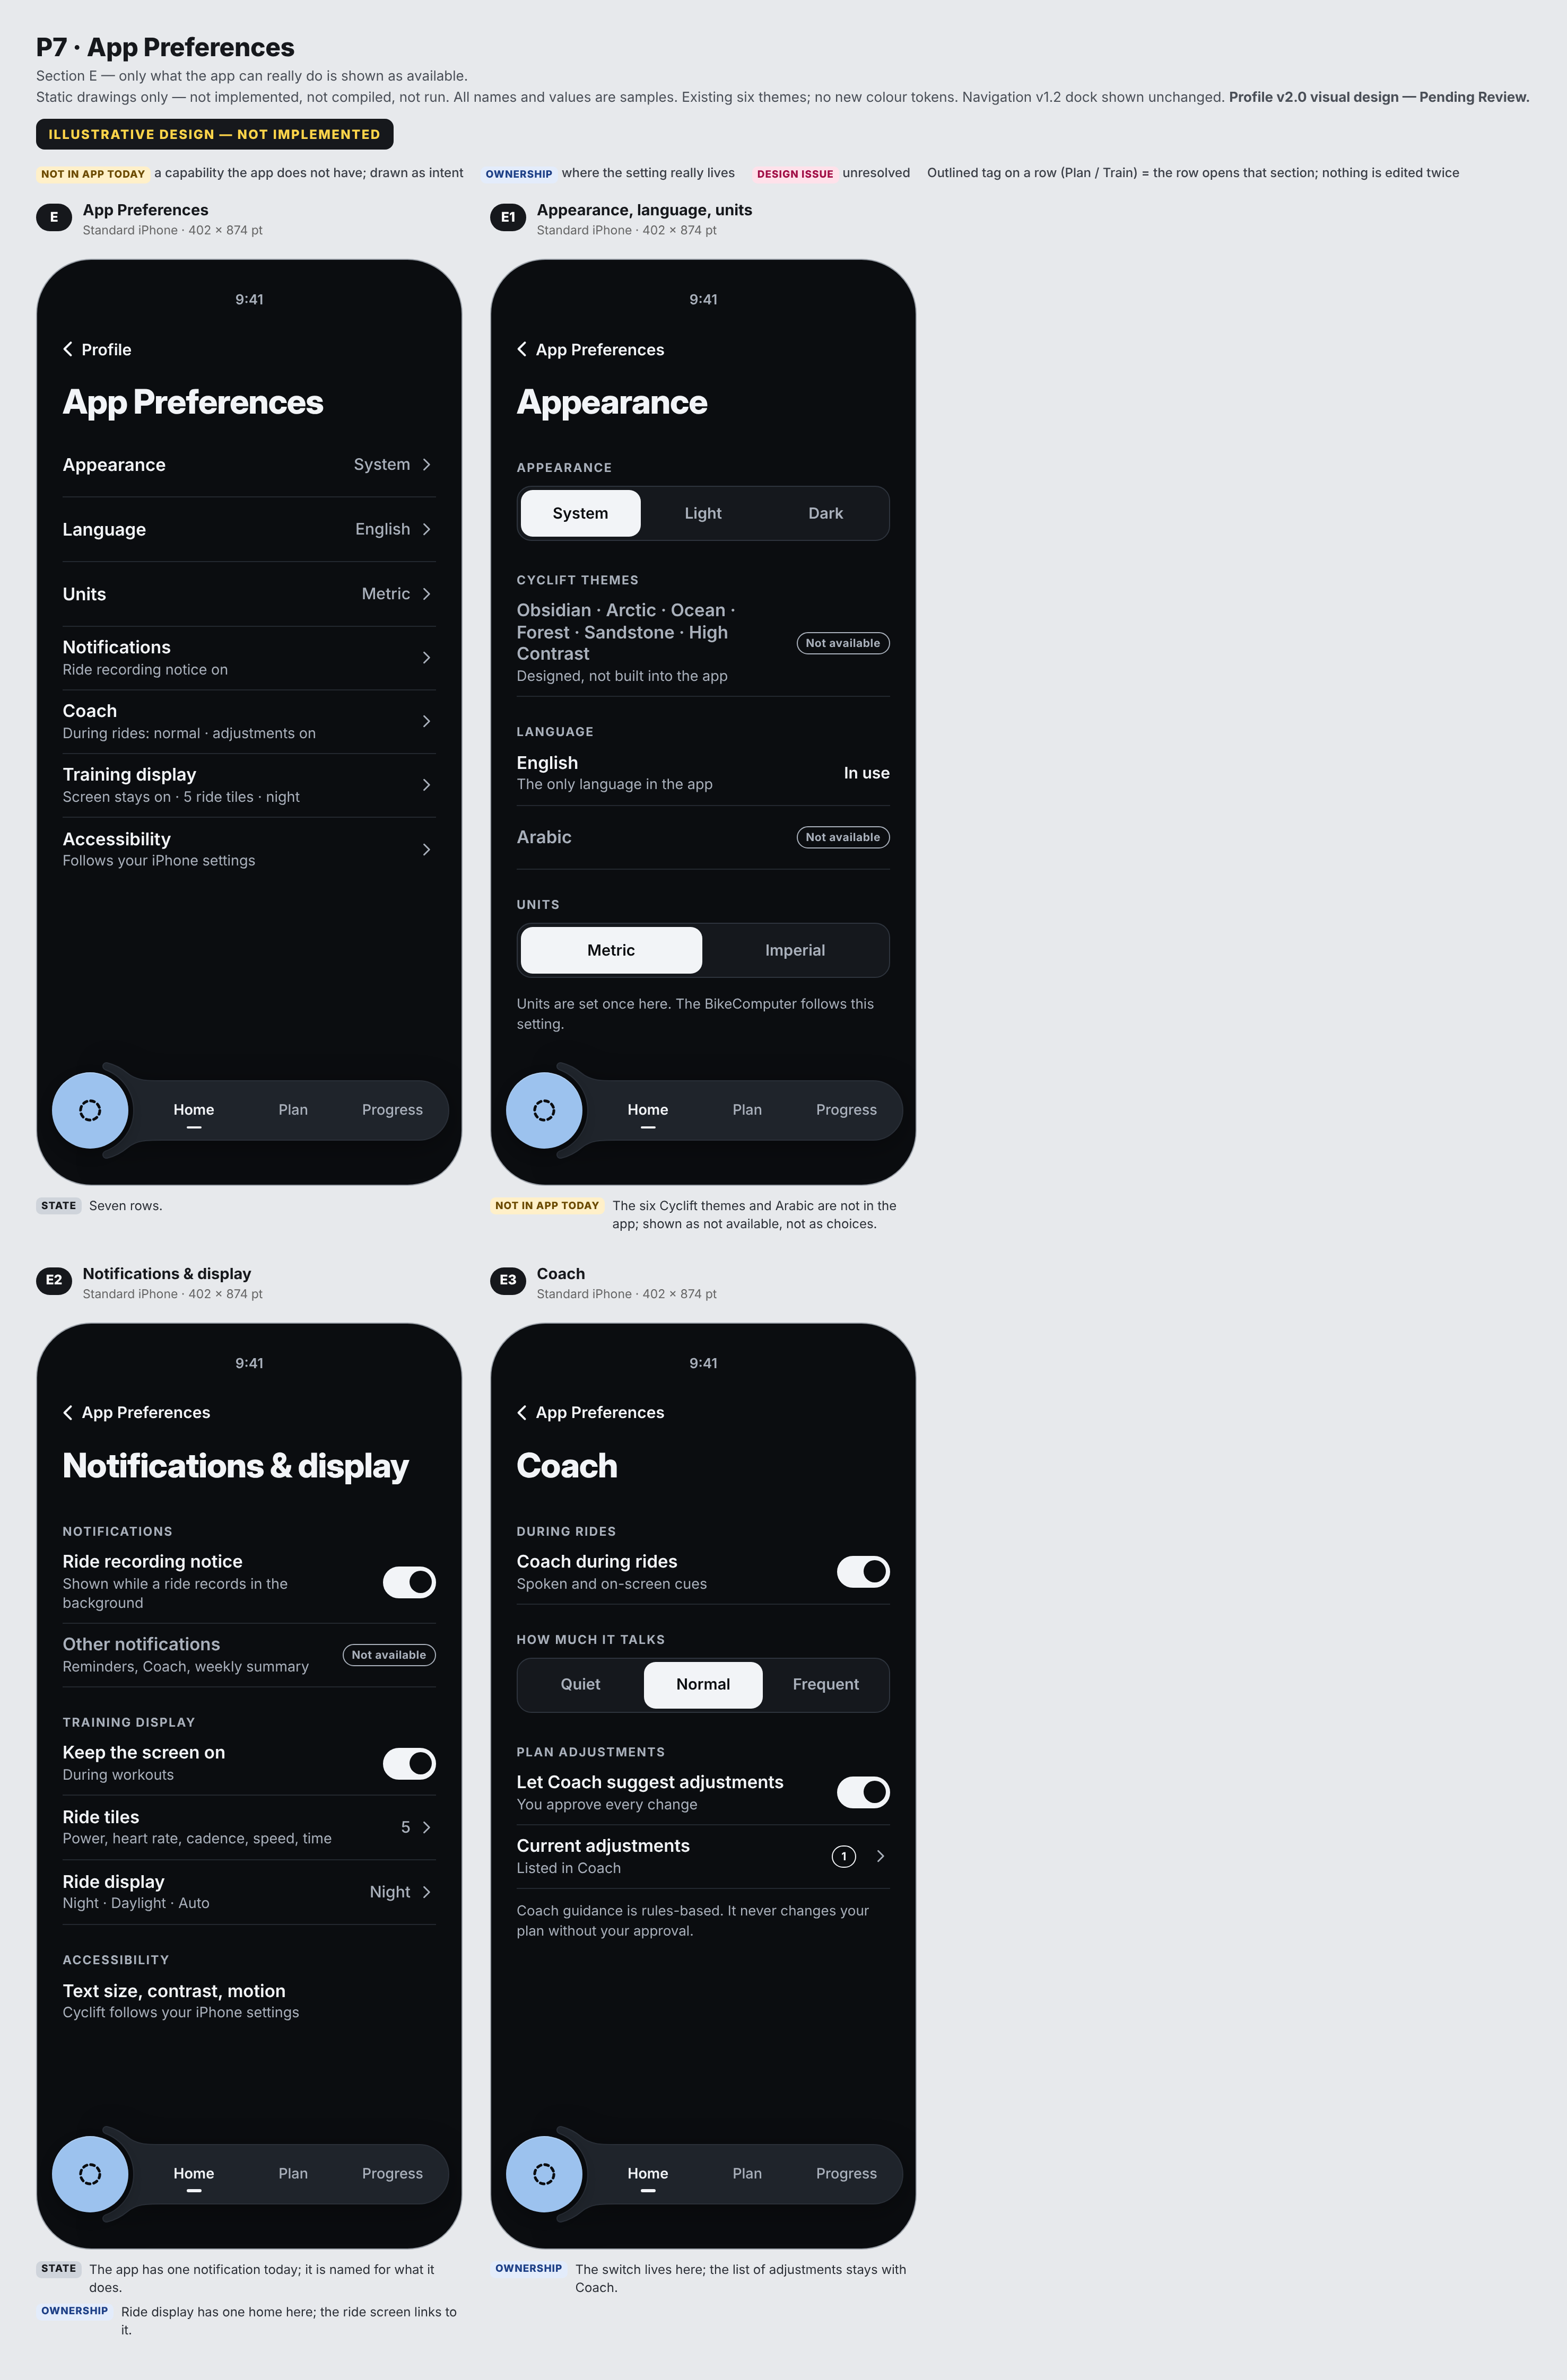 P7 · App Preferences
Section E — only what the app can really do is shown as available.
Static drawings only — not implemented, not compiled, not run. All names and values are samples. Existing six themes; no new colour tokens. Navigation v1.2 dock shown unchanged. Profile v2.0 visual design — Pending Review.
ILLUSTRATIVE DESIGN — NOT IMPLEMENTED
NOT IN APP TODAY a capability the app does not have; drawn as intent OWNERSHIP where the setting really lives DESIGN ISSUE unresolved Outlined tag on a row (Plan / Train) = the row opens that section; nothing is edited twice
E App Preferences
Standard iPhone · 402 × 874 pt
9:41
Profile
App Preferences
Appearance System
Language English
Units Metric
Notifications
Ride recording notice on
Coach
During rides: normal · adjustments on
Training display
Screen stays on · 5 ride tiles · night
Accessibility
Follows your iPhone settings
Home Plan Progress
STATE Seven rows.
E1 Appearance, language, units
Standard iPhone · 402 × 874 pt
9:41
App Preferences
Appearance
APPEARANCE
System Light Dark
CYCLIFT THEMES
Obsidian · Arctic · Ocean ·
Forest · Sandstone · High
Contrast
Not available
Designed, not built into the app
LANGUAGE
English
The only language in the app
In use
Arabic Not available
UNITS
Metric Imperial
Units are set once here. The BikeComputer follows this
setting.
Home Plan Progress
NOT IN APP TODAY The six Cyclift themes and Arabic are not in the
app; shown as not available, not as choices.
E2 Notifications & display
Standard iPhone · 402 × 874 pt
9:41
App Preferences
Notifications & display
NOTIFICATIONS
Ride recording notice
Shown while a ride records in the
background
Other notifications
Reminders, Coach, weekly summary
Not available
TRAINING DISPLAY
Keep the screen on
During workouts
Ride tiles
Power, heart rate, cadence, speed, time
5
Ride display
Night · Daylight · Auto
Night
ACCESSIBILITY
Text size, contrast, motion
Cyclift follows your iPhone settings
Home Plan Progress
STATE The app has one notification today; it is named for what it
does.
OWNERSHIP Ride display has one home here; the ride screen links to
it.
E3 Coach
Standard iPhone · 402 × 874 pt
9:41
App Preferences
Coach
DURING RIDES
Coach during rides
Spoken and on-screen cues
HOW MUCH IT TALKS
Quiet Normal Frequent
PLAN ADJUSTMENTS
Let Coach suggest adjustments
You approve every change
Current adjustments
Listed in Coach
1
Coach guidance is rules-based. It never changes your
plan without your approval.
Home Plan Progress
OWNERSHIP The switch lives here; the list of adjustments stays with
Coach.